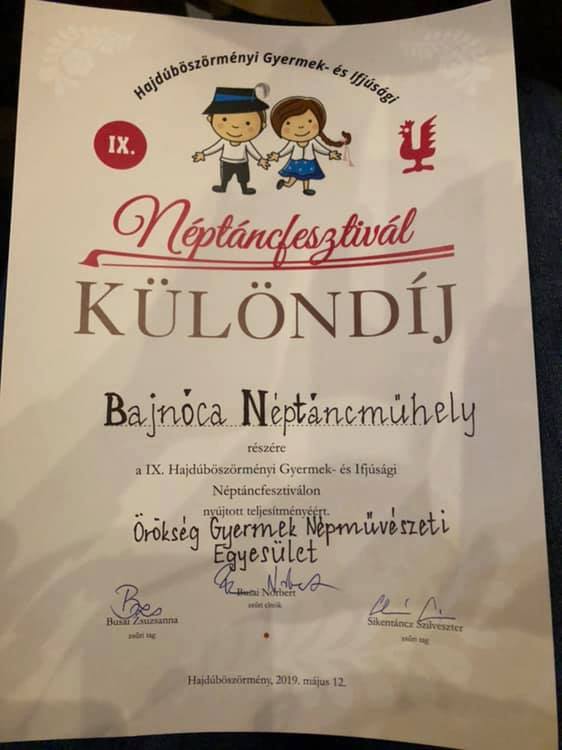 Hajdúböszörményi Gyermek- és Ifjúsági
IX.
Néptáncfesztivál
KÜLÖNDÍJ
Bajnóca Néptáncműhely
részére
a IX. Hajdúböszörményi Gyermek- és Ifjúsági
Néptáncfesztiválon
nyújtott teljesítményéért.
Örökség Gyermek Népművészeti
Egyesület
Busai Norbert
zsűri elnök
Busai Zsuzsanna
zsűri tag
Sikentáncz Szilveszter
zsűri tag
Hajdúböszörmény, 2019. május 12.